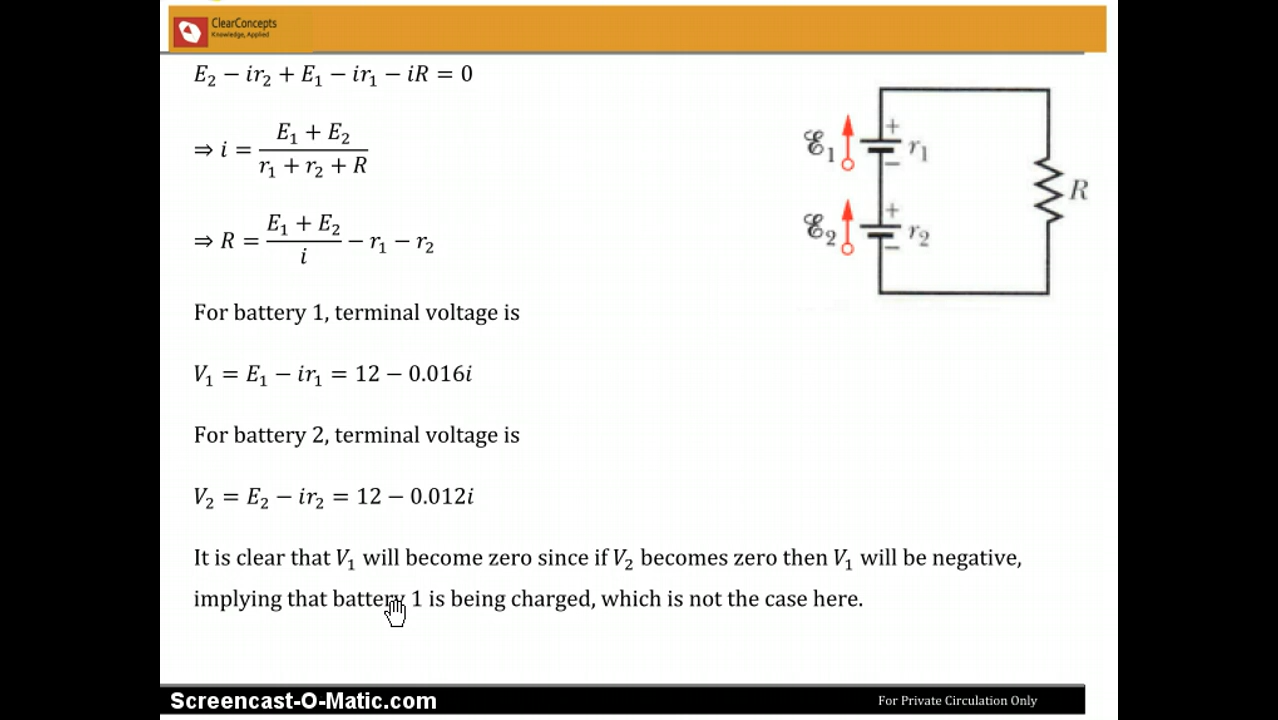 ClearConcepts
Knowledge, Applied
E₂ − ir₂ + E₁ − ir₁ − iR = 0
⇒ i = (E₁ + E₂) / (r₁ + r₂ + R)
⇒ R = (E₁ + E₂) / i − r₁ − r₂
For battery 1, terminal voltage is
V₁ = E₁ − ir₁ = 12 − 0.016i
For battery 2, terminal voltage is
V₂ = E₂ − ir₂ = 12 − 0.012i
It is clear that V₁ will become zero since if V₂ becomes zero then V₁ will be negative,
implying that battery 1 is being charged, which is not the case here.
ℰ₁ + − r₁
R
ℰ₂ + − r₂
Screencast-O-Matic.com
For Private Circulation Only